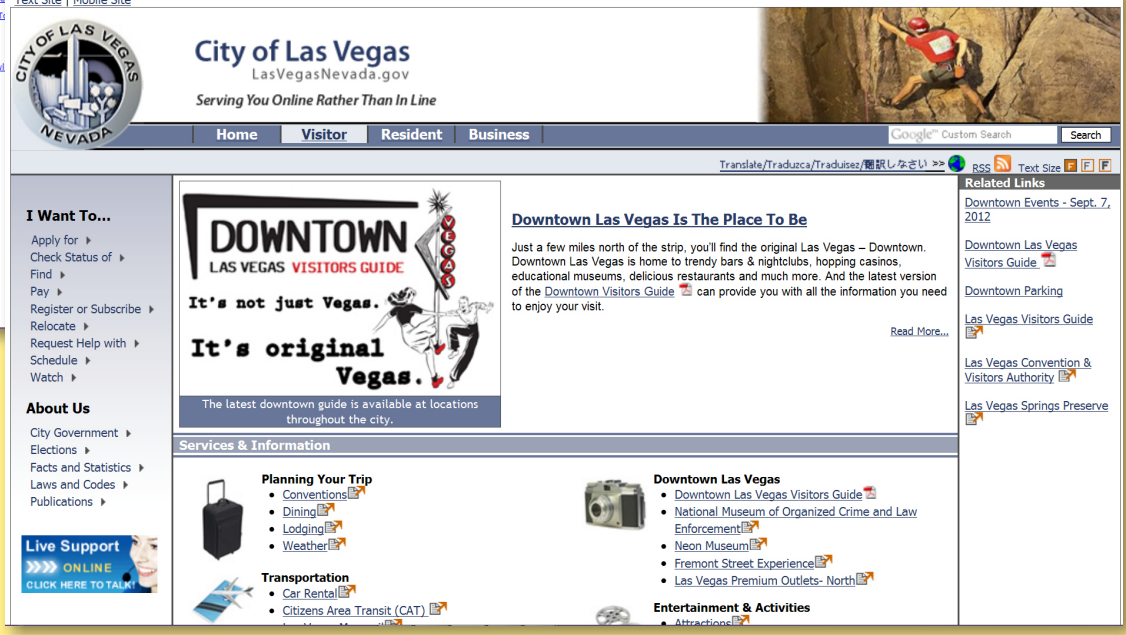 Text Site | Mobile Site
CITY OF LAS VEGAS
NEVADA
City of Las Vegas
LasVegasNevada.gov
Serving You Online Rather Than In Line
Home Visitor Resident Business
Google™ Custom Search Search
Translate/Traduzca/Traduisez/翻訳しなさい >> RSS Text Size F F F
I Want To...
Apply for
Check Status of
Find
Pay
Register or Subscribe
Relocate
Request Help with
Schedule
Watch
About Us
City Government
Elections
Facts and Statistics
Laws and Codes
Publications
Live Support
ONLINE
CLICK HERE TO TALK!
DOWNTOWN
LAS VEGAS VISITORS GUIDE
VEGAS
It's not just Vegas.
It's original
Vegas.
The latest downtown guide is available at locations
throughout the city.
Downtown Las Vegas Is The Place To Be
Just a few miles north of the strip, you'll find the original Las Vegas – Downtown.
Downtown Las Vegas is home to trendy bars & nightclubs, hopping casinos,
educational museums, delicious restaurants and much more. And the latest version
of the Downtown Visitors Guide can provide you with all the information you need
to enjoy your visit.
Read More...
Services & Information
Planning Your Trip
Conventions
Dining
Lodging
Weather
Transportation
Car Rental
Citizens Area Transit (CAT)
Downtown Las Vegas
Downtown Las Vegas Visitors Guide
National Museum of Organized Crime and Law
Enforcement
Neon Museum
Fremont Street Experience
Las Vegas Premium Outlets- North
Entertainment & Activities
Attractions
Related Links
Downtown Events - Sept. 7,
2012
Downtown Las Vegas
Visitors Guide
Downtown Parking
Las Vegas Visitors Guide
Las Vegas Convention &
Visitors Authority
Las Vegas Springs Preserve